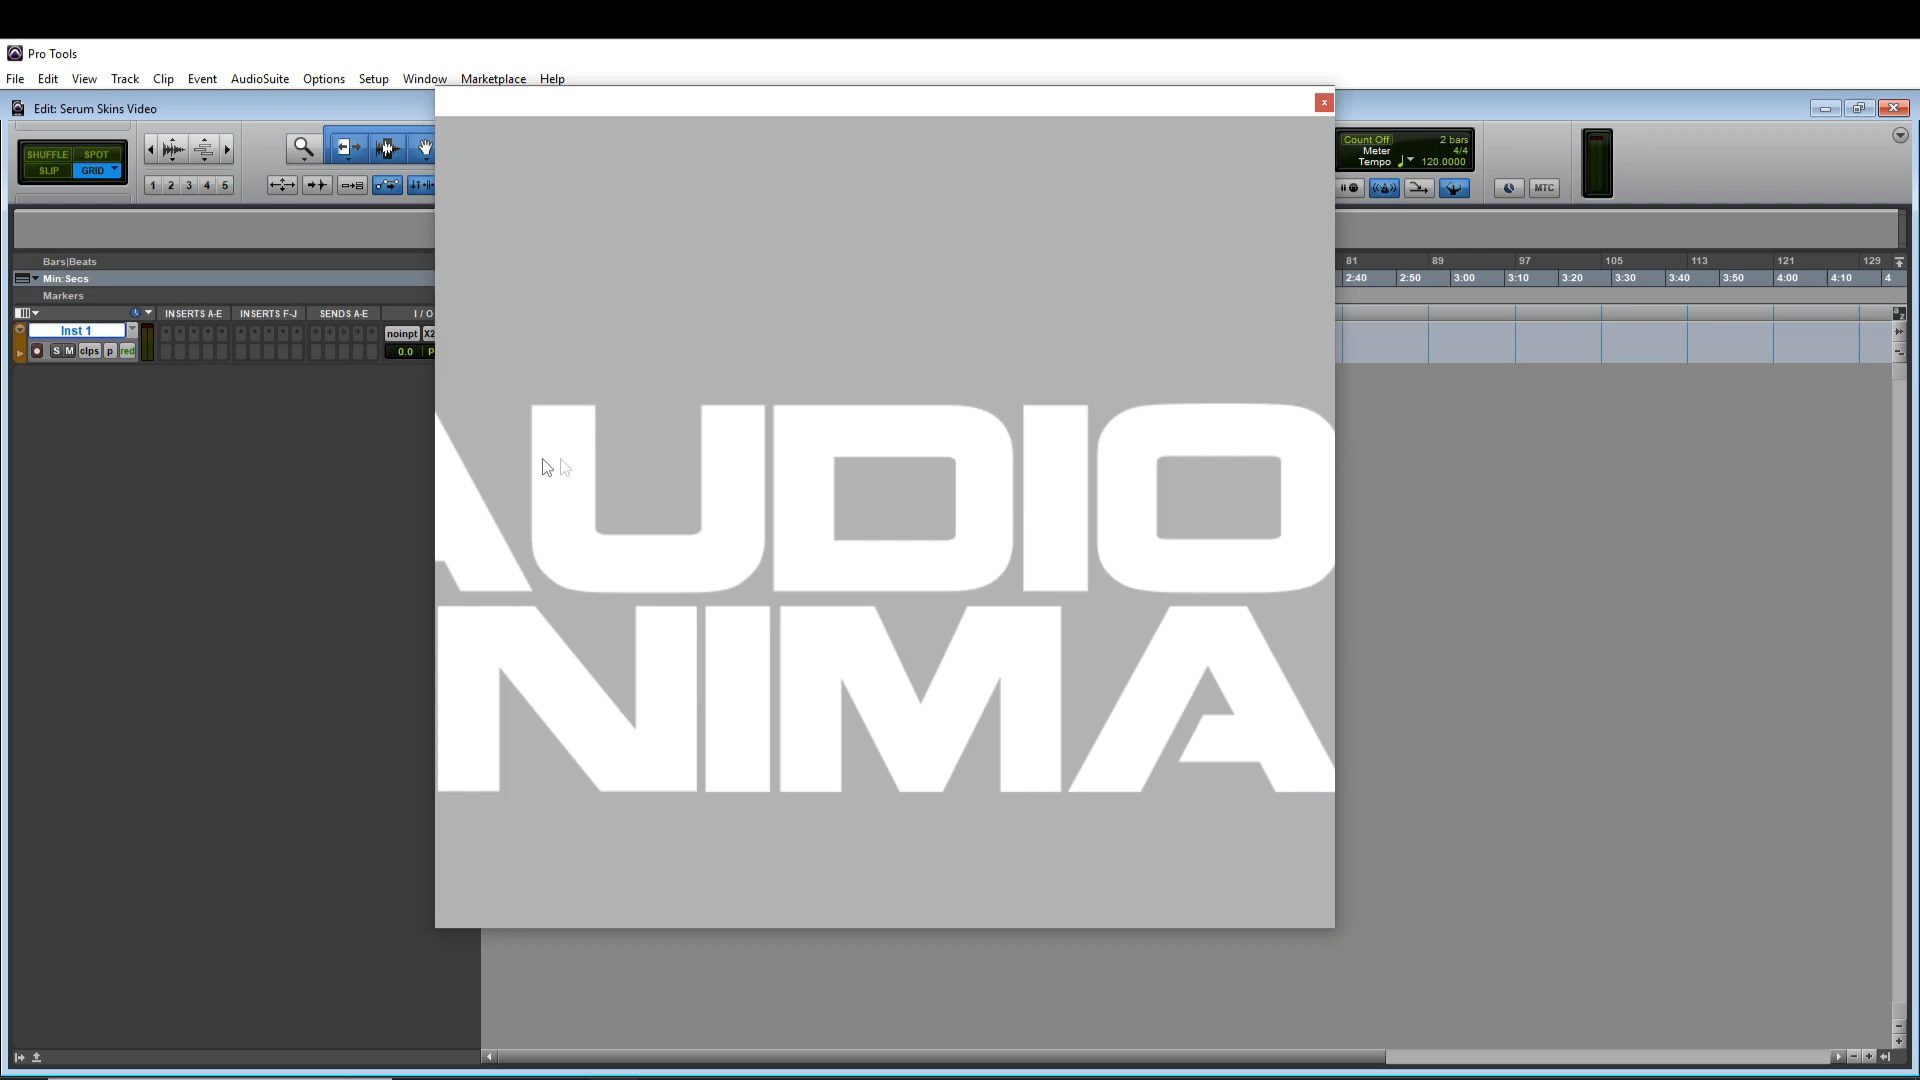 Pro Tools
File Edit View Track Clip Event AudioSuite Options Setup Window Marketplace Help
Edit: Serum Skins Video
SHUFFLE SPOT
SLIP GRID
1 2 3 4 5
Count Off 2 bars
Meter 4/4
Tempo 120.0000
MTC
Bars|Beats
81 89 97 105 113 121 129
Min:Secs
2:40 2:50 3:00 3:10 3:20 3:30 3:40 3:50 4:00 4:10 4
Markers
INSERTS A-E INSERTS F-J SENDS A-E I / O
Inst 1
noinpt X2
S M clps p red
0.0 P
AUDIO
NIMA